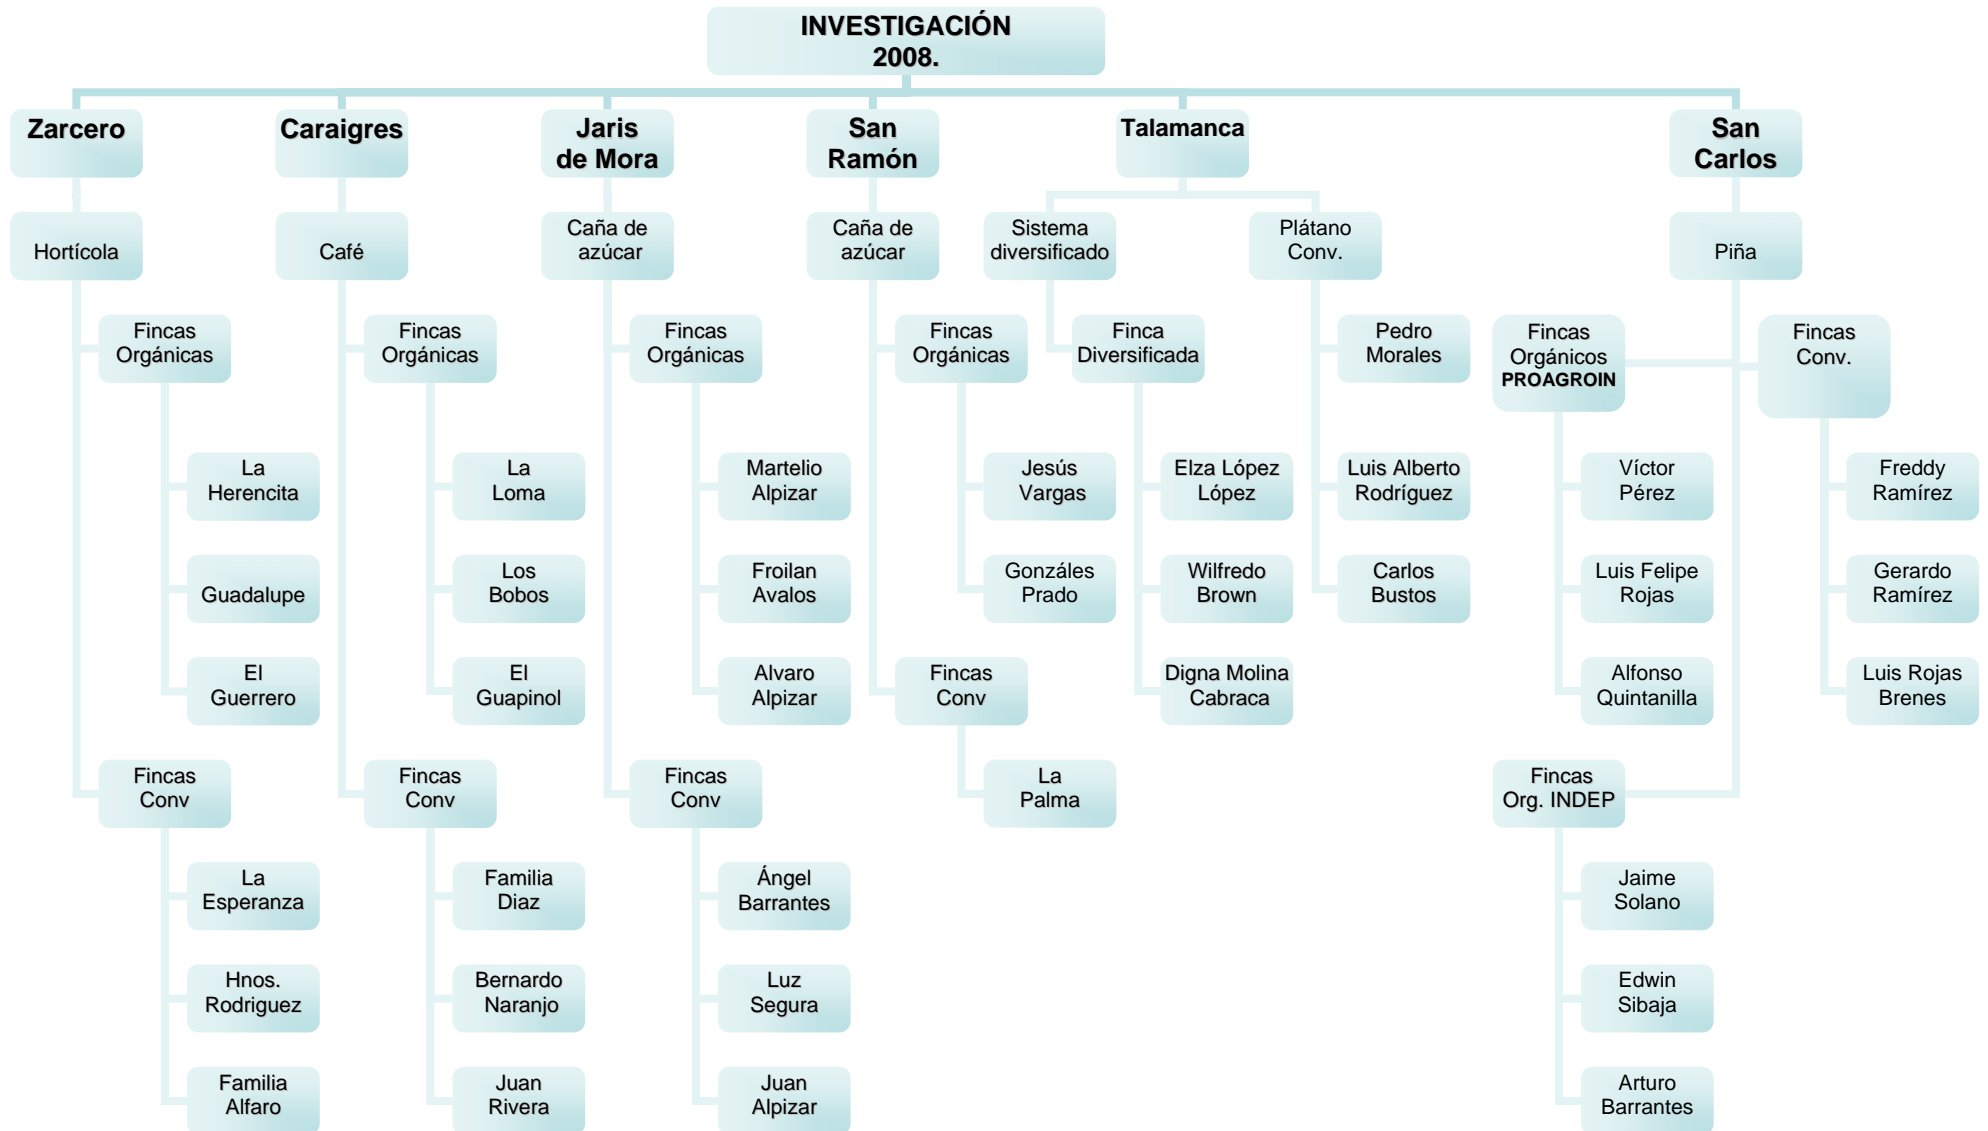 INVESTIGACIÓN
2008.
Zarcero
Caraigres
Jaris
de Mora
San
Ramón
Talamanca
San
Carlos
Hortícola
Café
Caña de
azúcar
Caña de
azúcar
Sistema
diversificado
Plátano
Conv.
Piña
Fincas
Orgánicas
Fincas
Orgánicas
Fincas
Orgánicas
Fincas
Orgánicas
Finca
Diversificada
Pedro
Morales
Fincas
Orgánicos
PROAGROIN
Fincas
Conv.
La
Herencita
La
Loma
Martelio
Alpizar
Jesús
Vargas
Elza López
López
Luis Alberto
Rodríguez
Víctor
Pérez
Freddy
Ramírez
Guadalupe
Los
Bobos
Froilan
Avalos
Gonzáles
Prado
Wilfredo
Brown
Carlos
Bustos
Luis Felipe
Rojas
Gerardo
Ramírez
El
Guerrero
El
Guapinol
Alvaro
Alpizar
Fincas
Conv
Digna Molina
Cabraca
Alfonso
Quintanilla
Luis Rojas
Brenes
Fincas
Conv
Fincas
Conv
Fincas
Conv
La
Palma
Fincas
Org. INDEP
La
Esperanza
Familia
Diaz
Ángel
Barrantes
Jaime
Solano
Hnos.
Rodriguez
Bernardo
Naranjo
Luz
Segura
Edwin
Sibaja
Familia
Alfaro
Juan
Rivera
Juan
Alpizar
Arturo
Barrantes